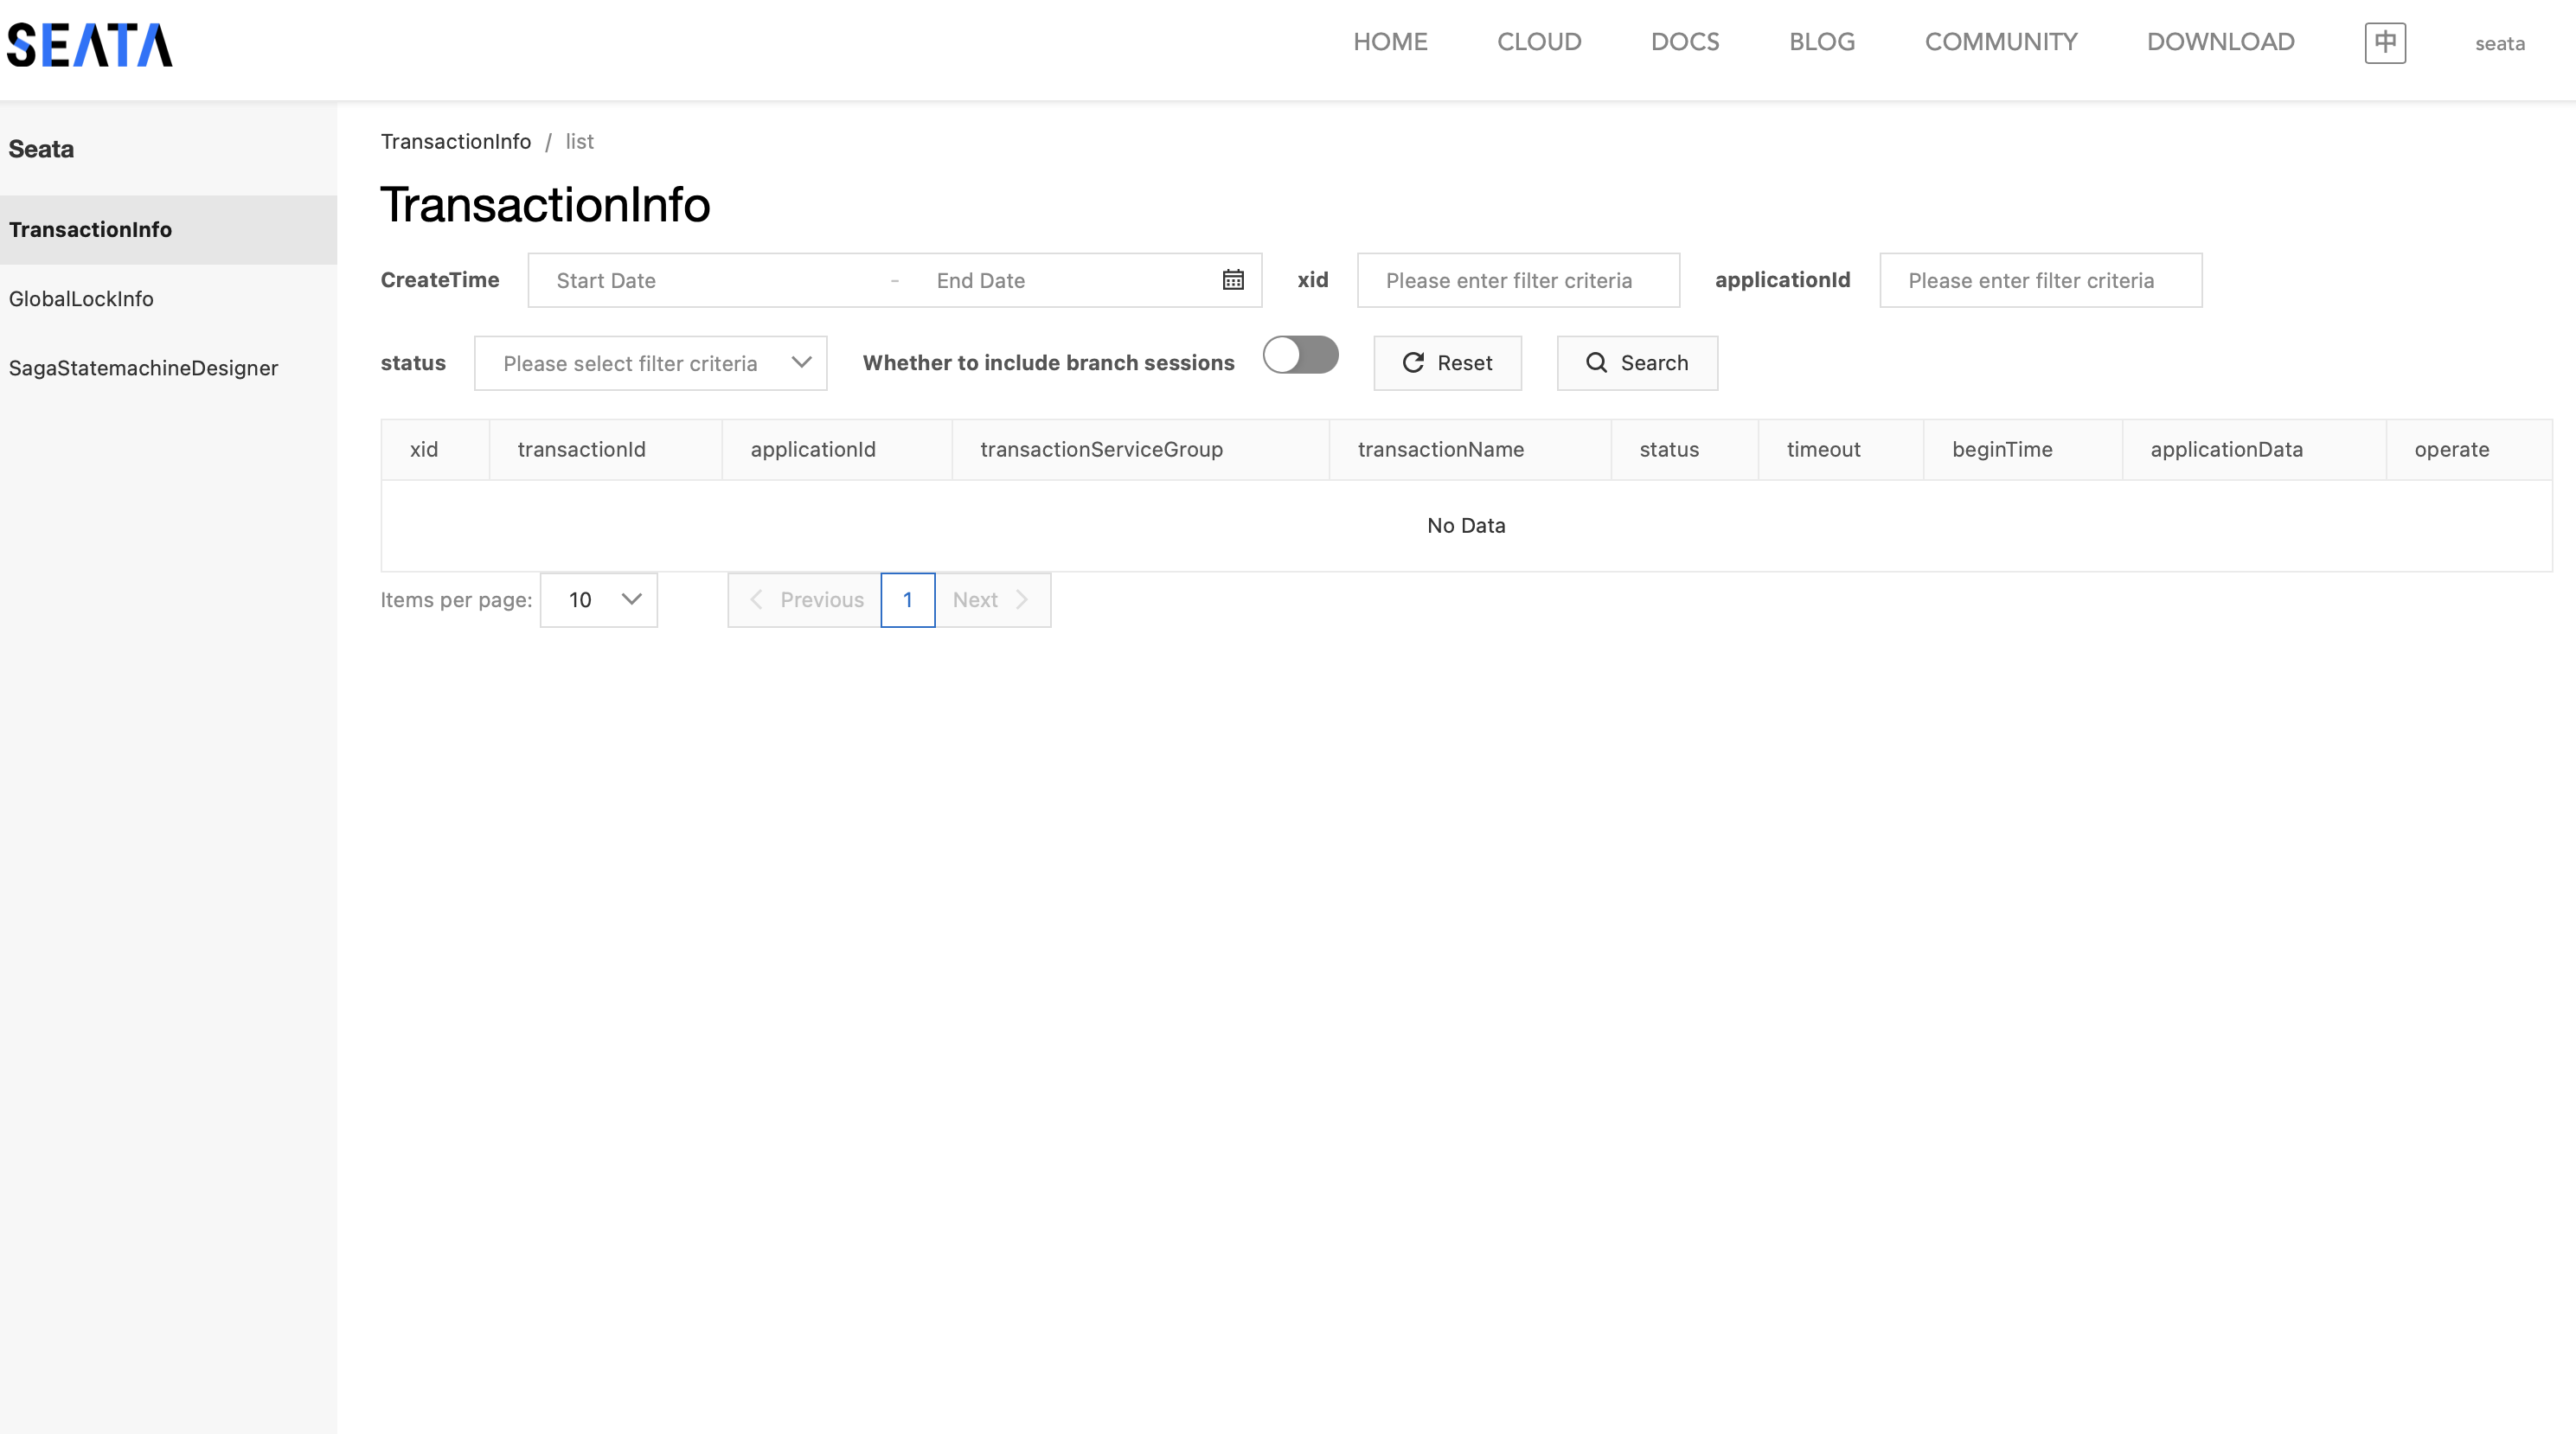 SEATA
HOME CLOUD DOCS BLOG COMMUNITY DOWNLOAD 中 seata
Seata
TransactionInfo
GlobalLockInfo
SagaStatemachineDesigner
TransactionInfo / list
TransactionInfo
CreateTime Start Date - End Date xid Please enter filter criteria applicationId Please enter filter criteria
status Please select filter criteria Whether to include branch sessions Reset Search
xid transactionId applicationId transactionServiceGroup transactionName status timeout beginTime applicationData operate
No Data
Items per page: 10 Previous 1 Next